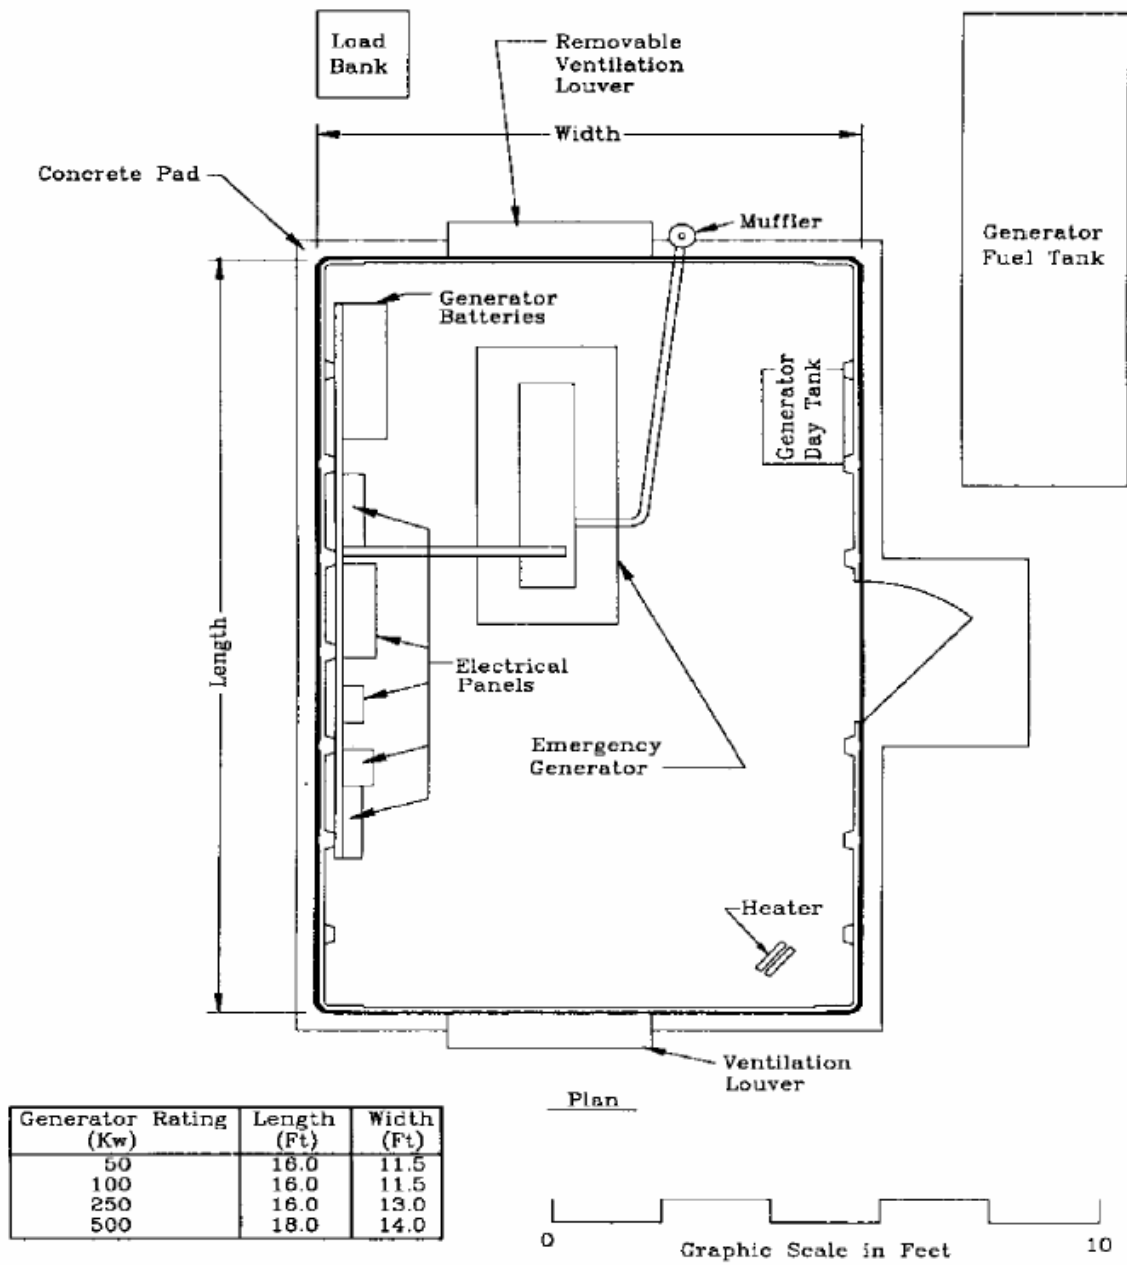 Load
Bank
Removable
Ventilation
Louver
Width
Concrete Pad
Muffler
Generator
Fuel Tank
Generator
Batteries
Generator
Day Tank
Length
Electrical
Panels
Emergency
Generator
Heater
Ventilation
Louver
Plan
Generator Rating Length Width
(Kw) (Ft) (Ft)
50 16.0 11.5
100 16.0 11.5
250 16.0 13.0
500 18.0 14.0
0 10
Graphic Scale in Feet